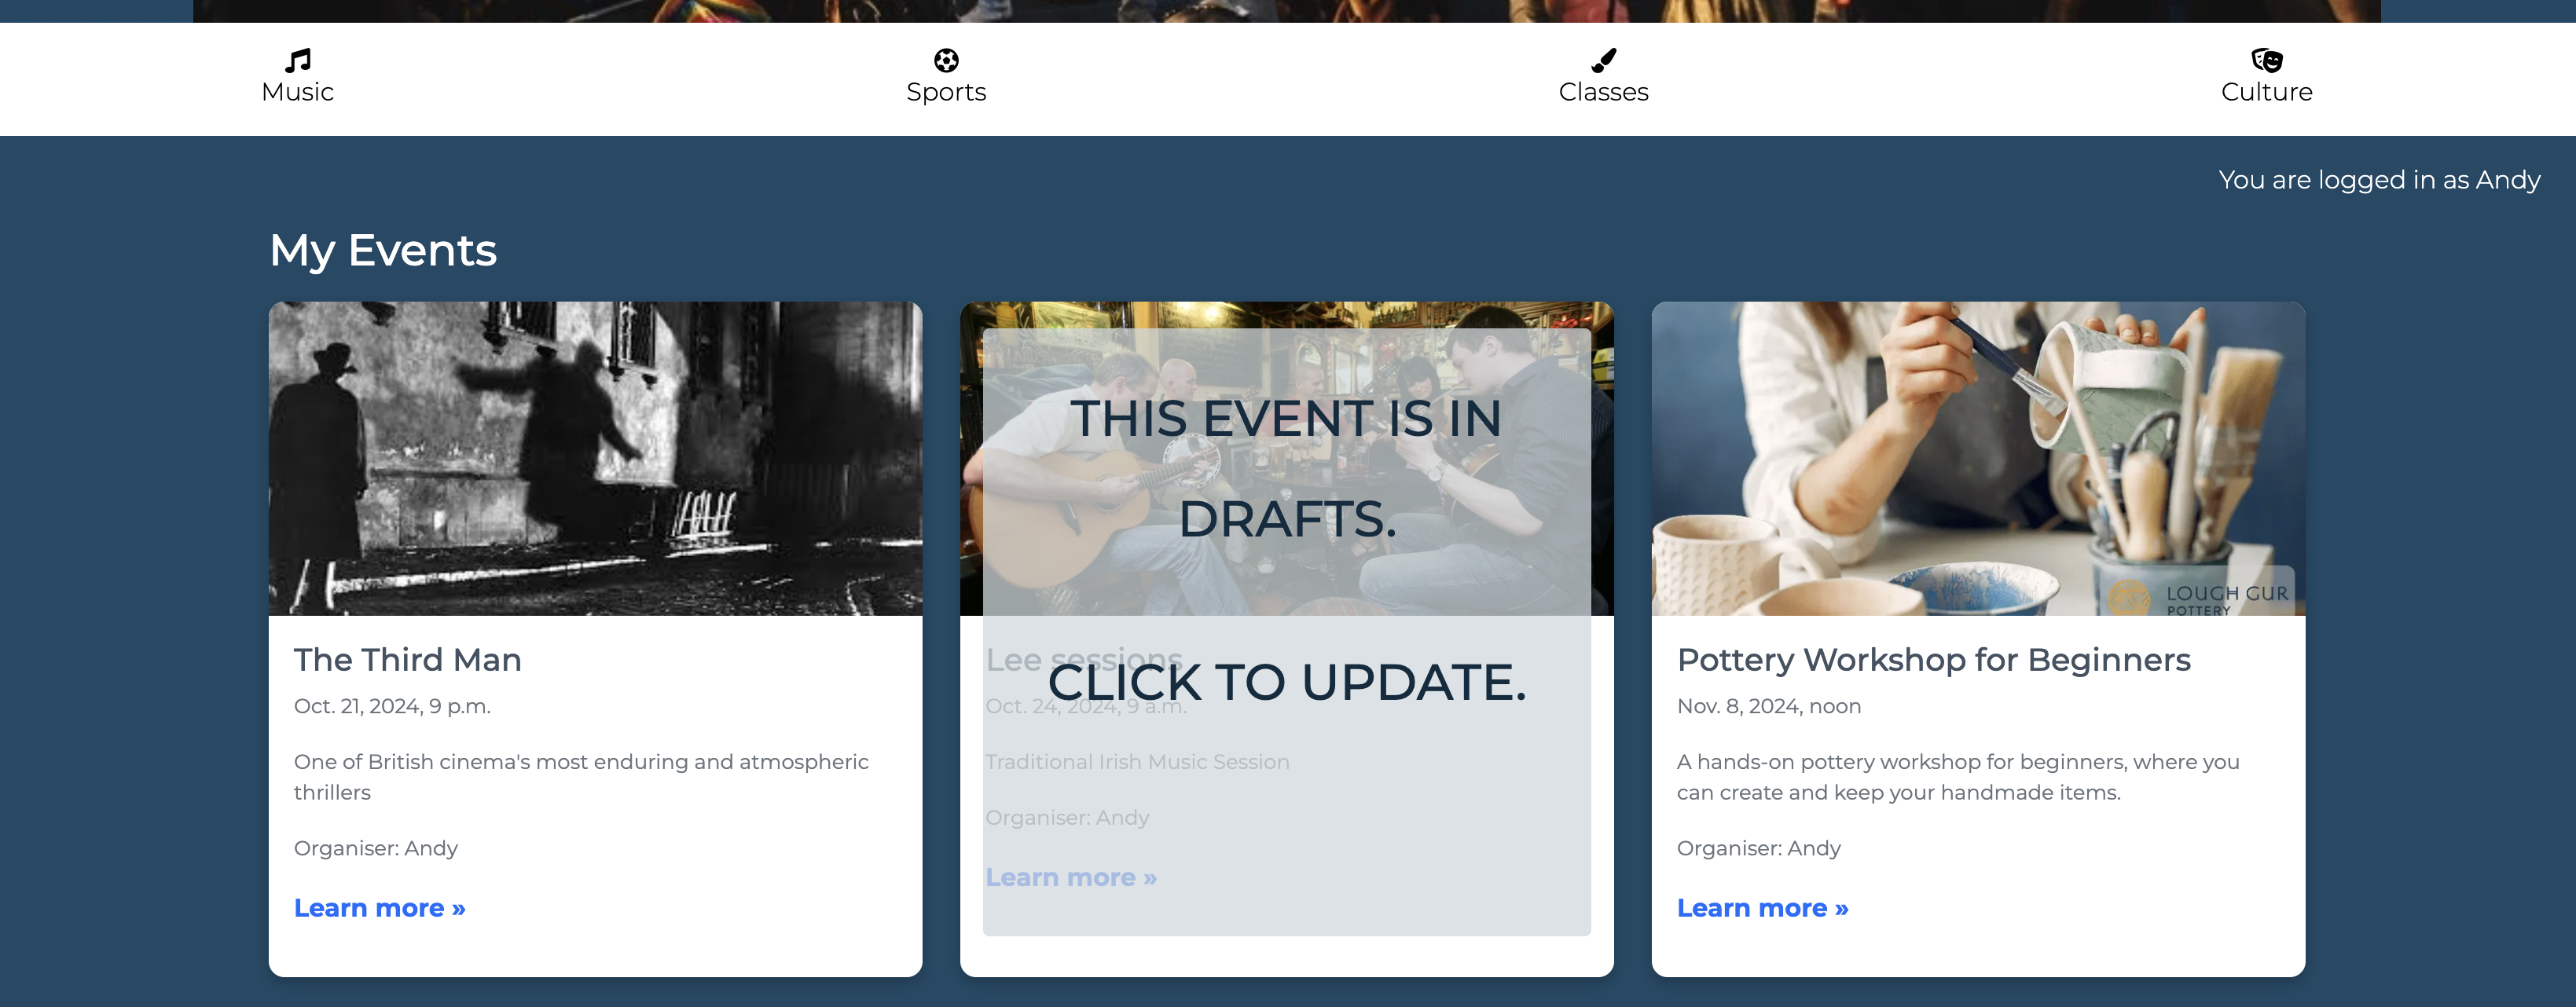 Music
Sports
Classes
Culture
You are logged in as Andy
My Events
The Third Man
Oct. 21, 2024, 9 p.m.
One of British cinema's most enduring and atmospheric
thrillers
Organiser: Andy
Learn more »
THIS EVENT IS IN
DRAFTS.
CLICK TO UPDATE.
Lee sessions
Oct. 24, 2024, 9 a.m.
Traditional Irish Music Session
Organiser: Andy
Learn more »
LOUGH GUR
POTTERY
Pottery Workshop for Beginners
Nov. 8, 2024, noon
A hands-on pottery workshop for beginners, where you
can create and keep your handmade items.
Organiser: Andy
Learn more »